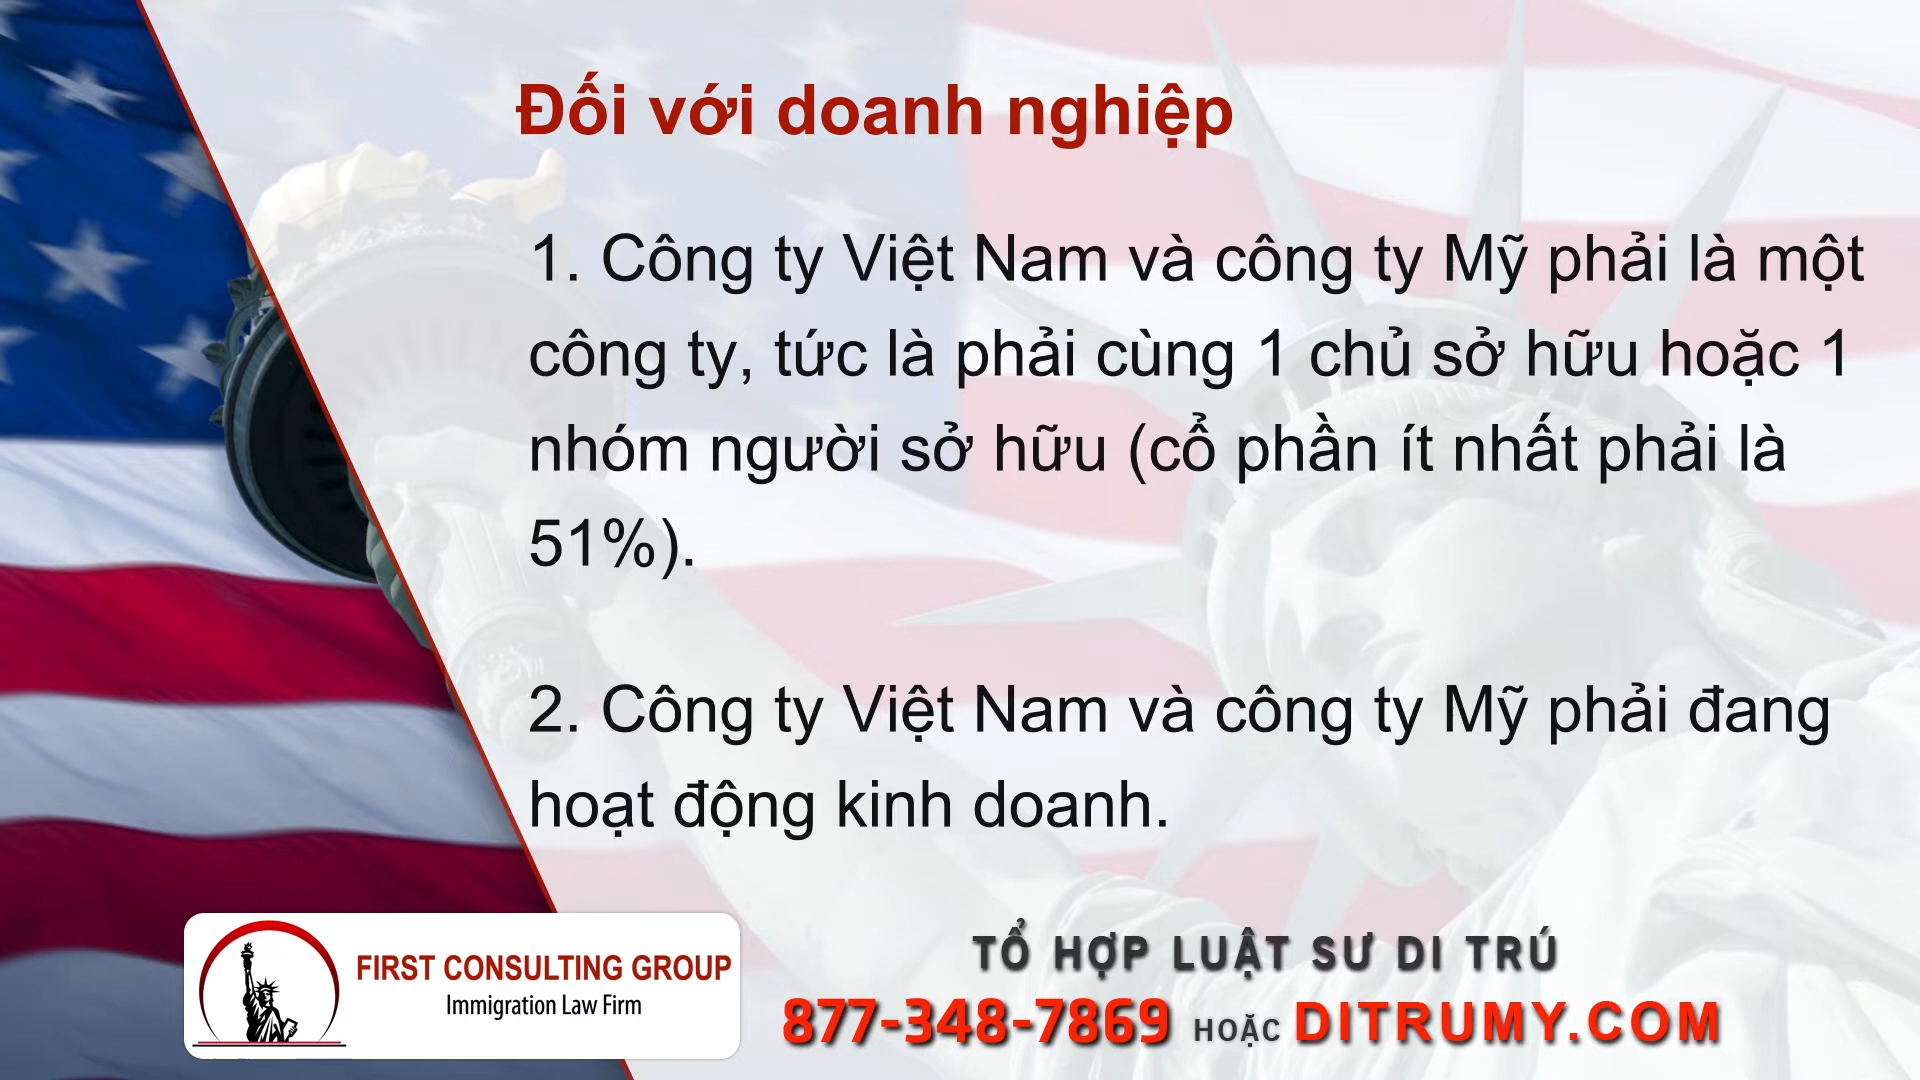 Đối với doanh nghiệp
1. Công ty Việt Nam và công ty Mỹ phải là một
công ty, tức là phải cùng 1 chủ sở hữu hoặc 1
nhóm người sở hữu (cổ phần ít nhất phải là
51%).
2. Công ty Việt Nam và công ty Mỹ phải đang
hoạt động kinh doanh.
FIRST CONSULTING GROUP
Immigration Law Firm
TỔ HỢP LUẬT SƯ DI TRÚ
877-348-7869 HOẶC DITRUMY.COM